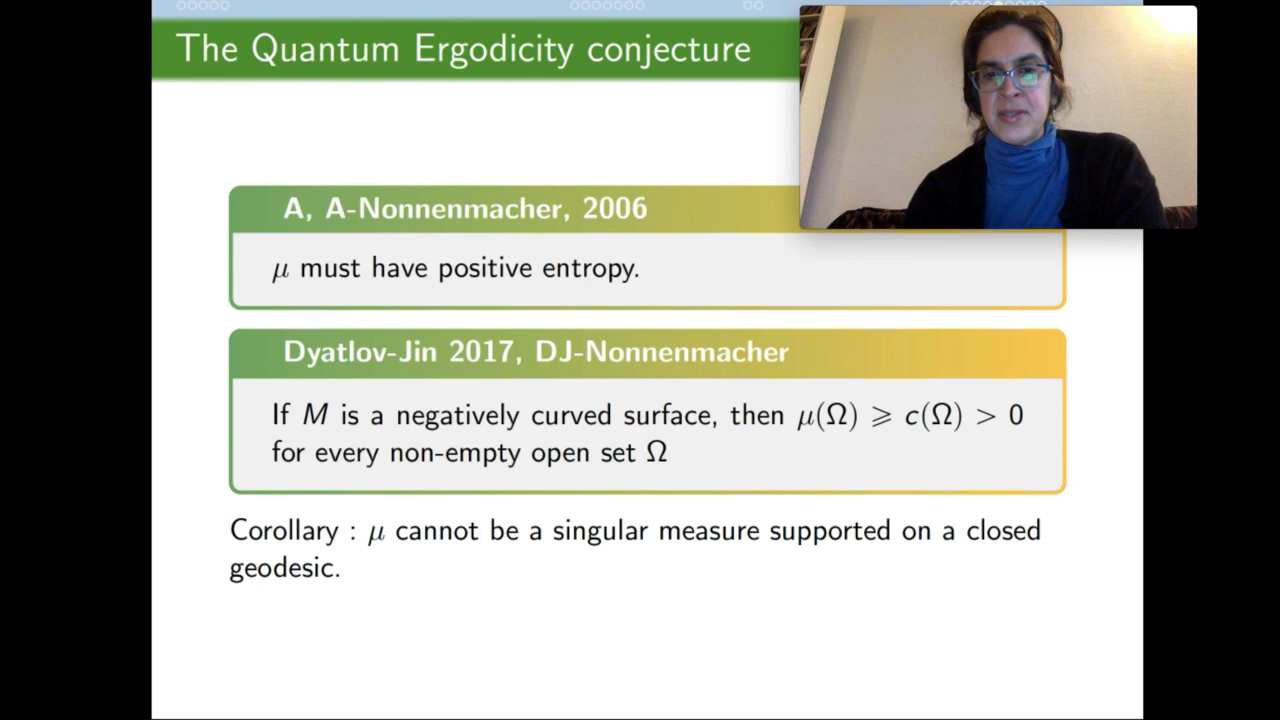 The Quantum Ergodicity conjecture
A, A-Nonnenmacher, 2006
μ must have positive entropy.
Dyatlov-Jin 2017, DJ-Nonnenmacher
If M is a negatively curved surface, then μ(Ω) ⩾ c(Ω) > 0
for every non-empty open set Ω
Corollary : μ cannot be a singular measure supported on a closed
geodesic.